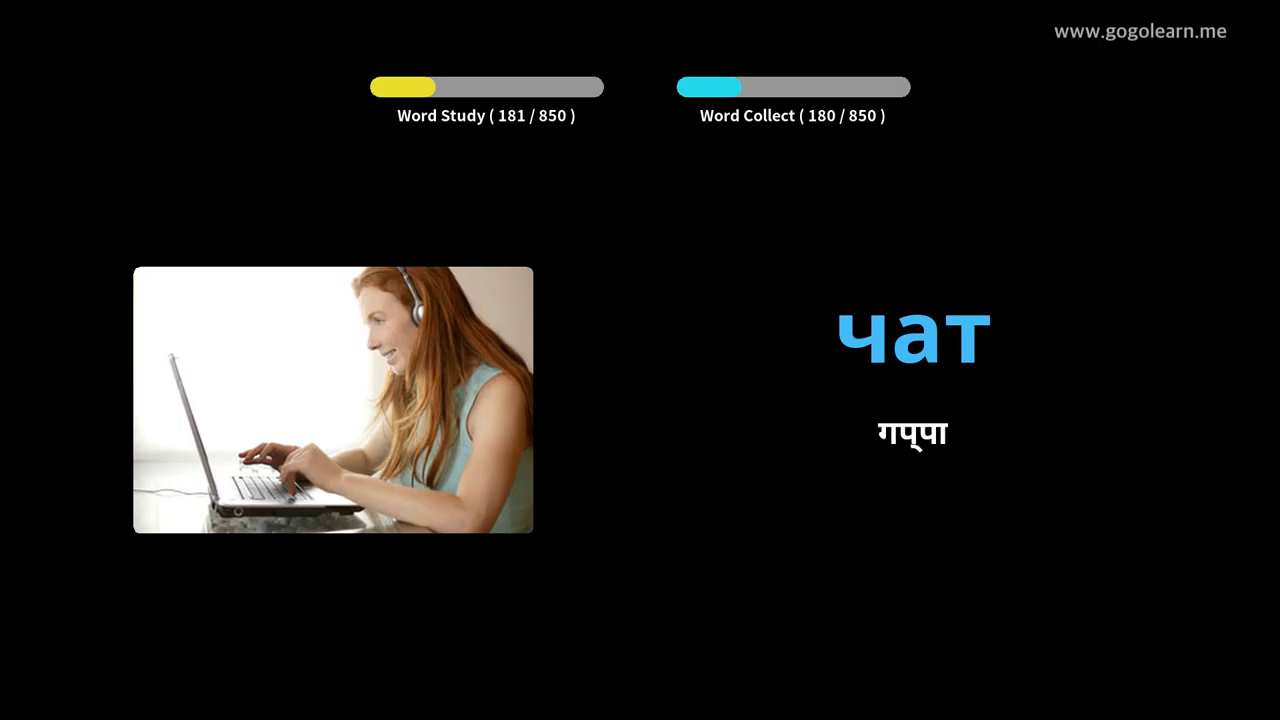 www.gogolearn.me
Word Study ( 181 / 850 )
Word Collect ( 180 / 850 )
чат
गप्‌पा